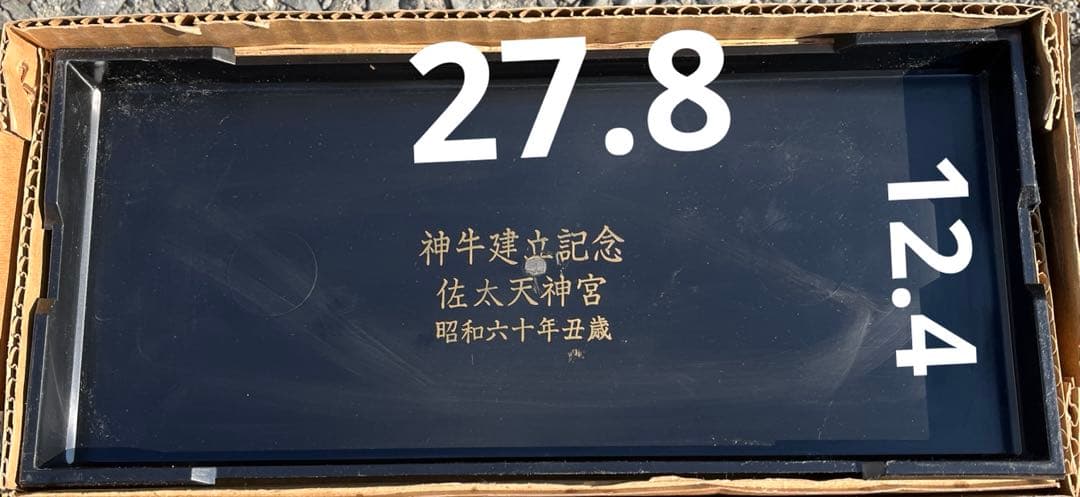 27.8
12.4
神牛建立記念
佐太天神宮
昭和六十年丑歳